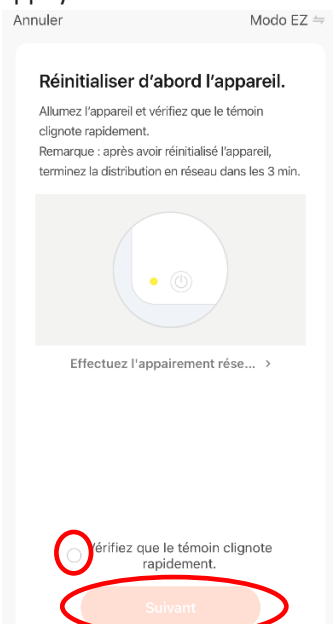 Annuler Modo EZ
Réinitialiser d'abord l'appareil.
Allumez l'appareil et vérifiez que le témoin
clignote rapidement.
Remarque : après avoir réinitialisé l'appareil,
terminez la distribution en réseau dans les 3 min.
Effectuez l'appairement rése... >
Vérifiez que le témoin clignote
rapidement.
Suivant